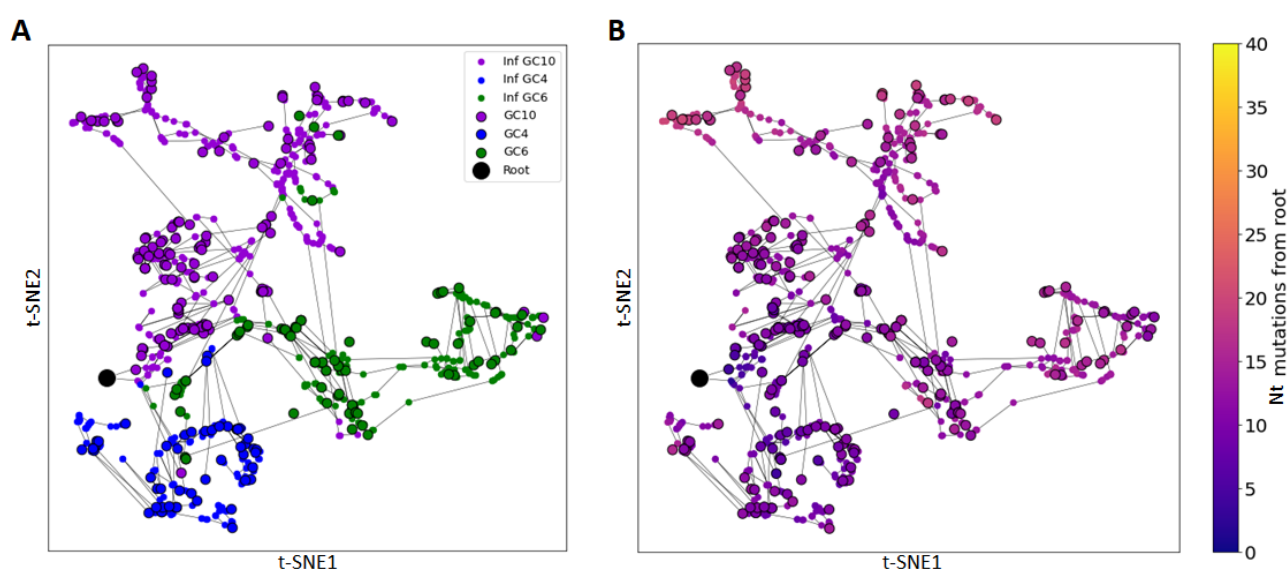 A
B
Inf GC10
Inf GC4
Inf GC6
GC10
GC4
GC6
Root
t-SNE2
t-SNE1
t-SNE2
t-SNE1
40
35
30
25
20
15
10
5
0
Nt mutations from root